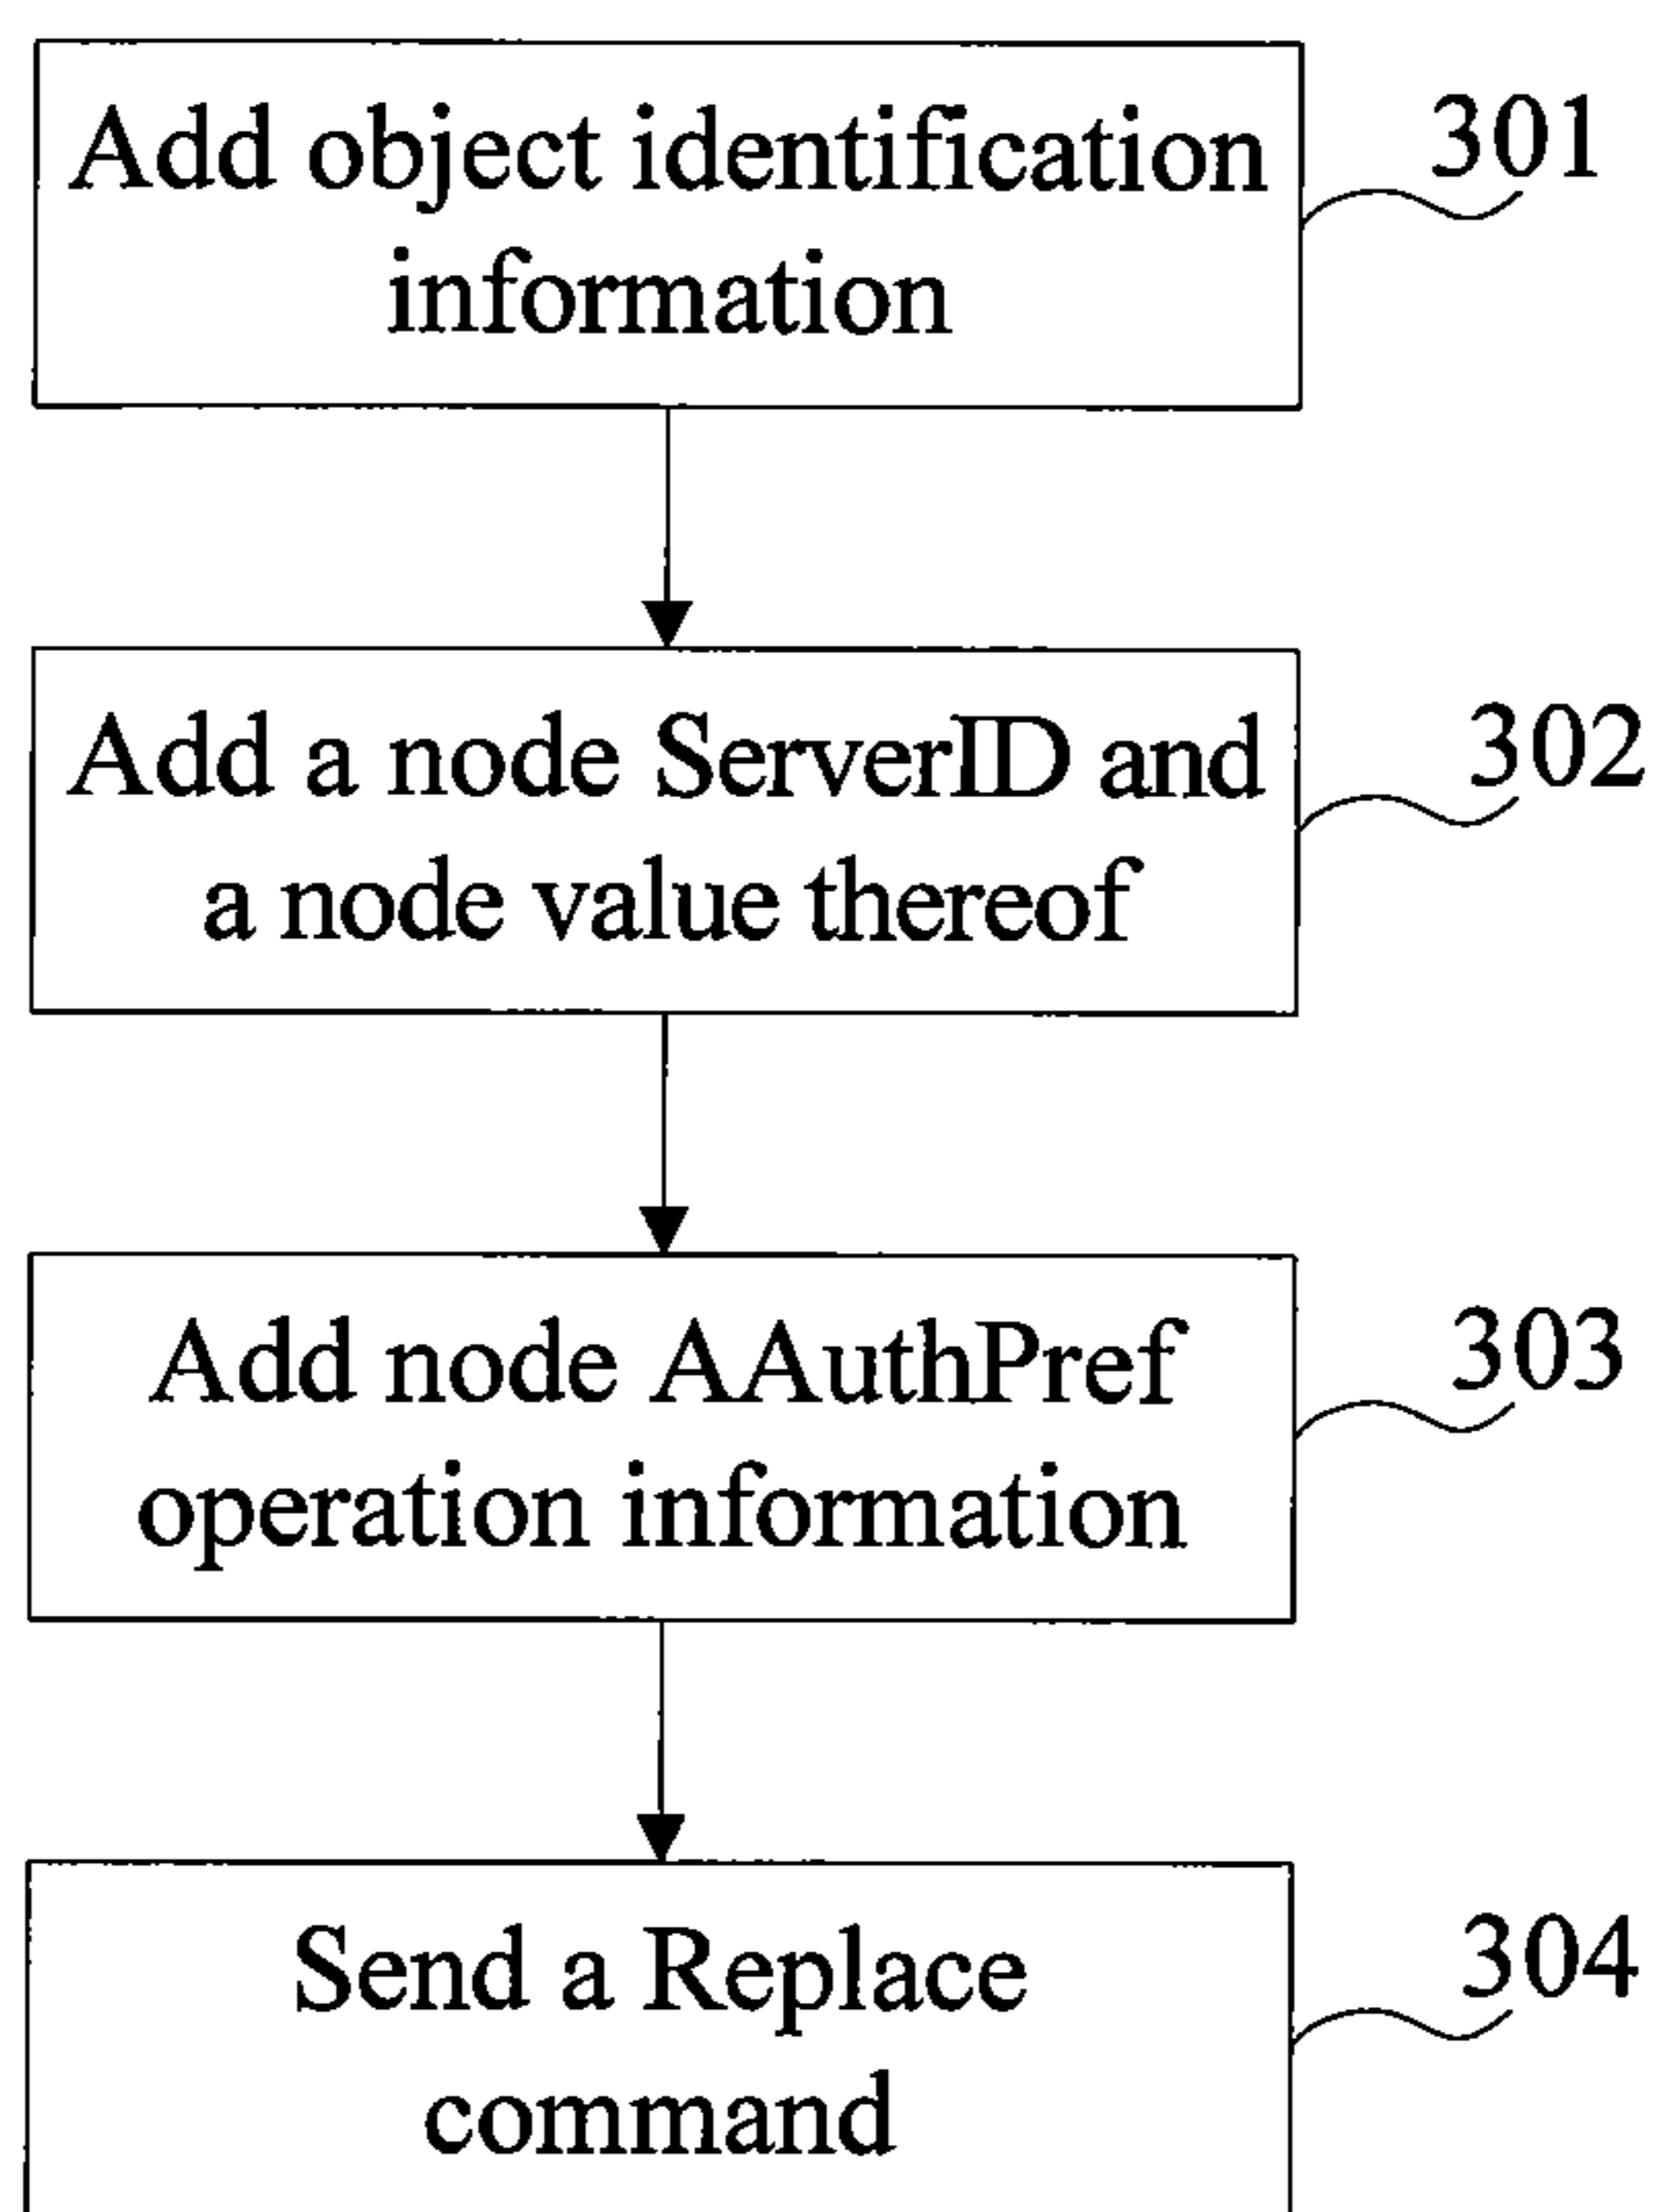 Add object identification
information
301
Add a node ServerID and
a node value thereof
302
Add node AAuthPref
operation information
303
Send a Replace
command
304